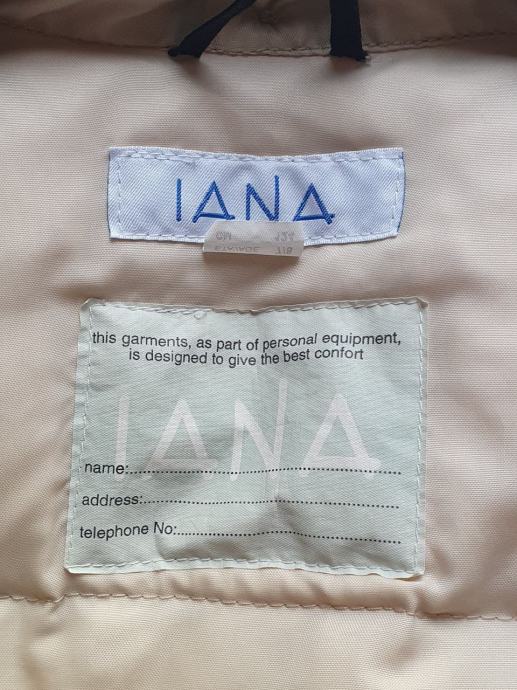 IANA
this garments, as part of personal equipment,
is designed to give the best confort
IANA
name:
address:
telephone No: